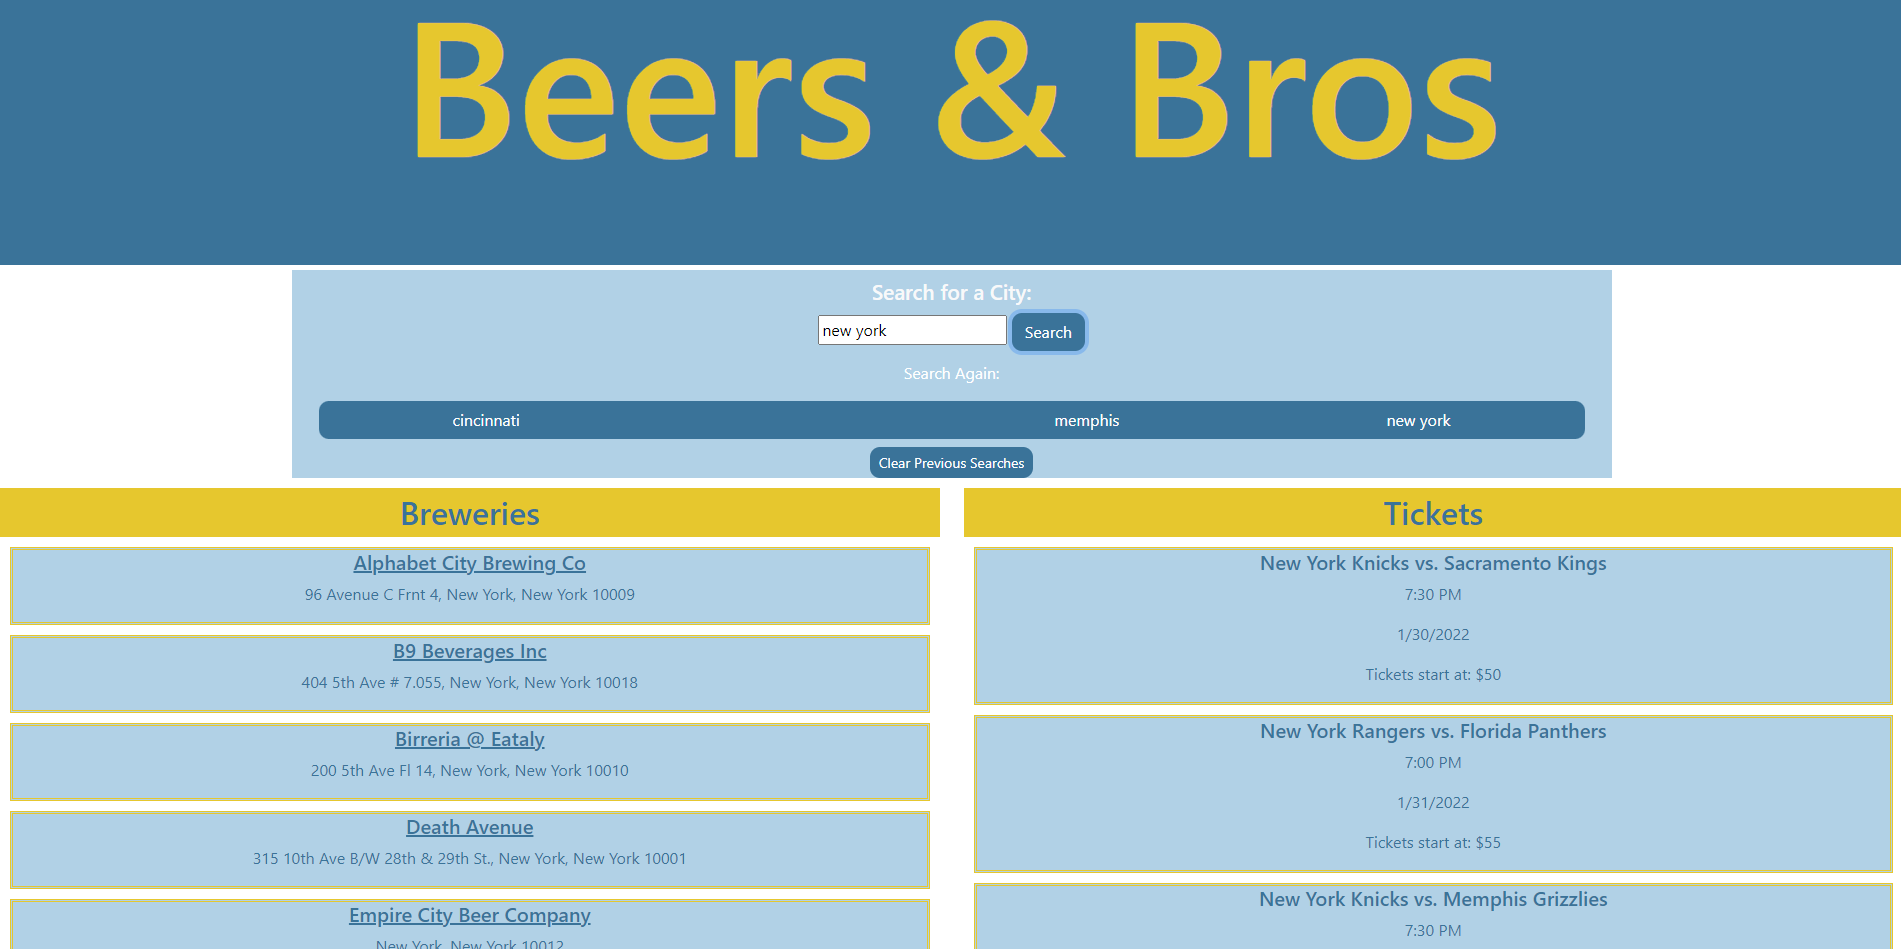 Beers & Bros
Search for a City:
new york Search
Search Again:
cincinnati memphis new york
Clear Previous Searches
Breweries
Alphabet City Brewing Co
96 Avenue C Frnt 4, New York, New York 10009
B9 Beverages Inc
404 5th Ave # 7.055, New York, New York 10018
Birreria @ Eataly
200 5th Ave Fl 14, New York, New York 10010
Death Avenue
315 10th Ave B/W 28th & 29th St., New York, New York 10001
Empire City Beer Company
New York, New York 10012
Tickets
New York Knicks vs. Sacramento Kings
7:30 PM
1/30/2022
Tickets start at: $50
New York Rangers vs. Florida Panthers
7:00 PM
1/31/2022
Tickets start at: $55
New York Knicks vs. Memphis Grizzlies
7:30 PM